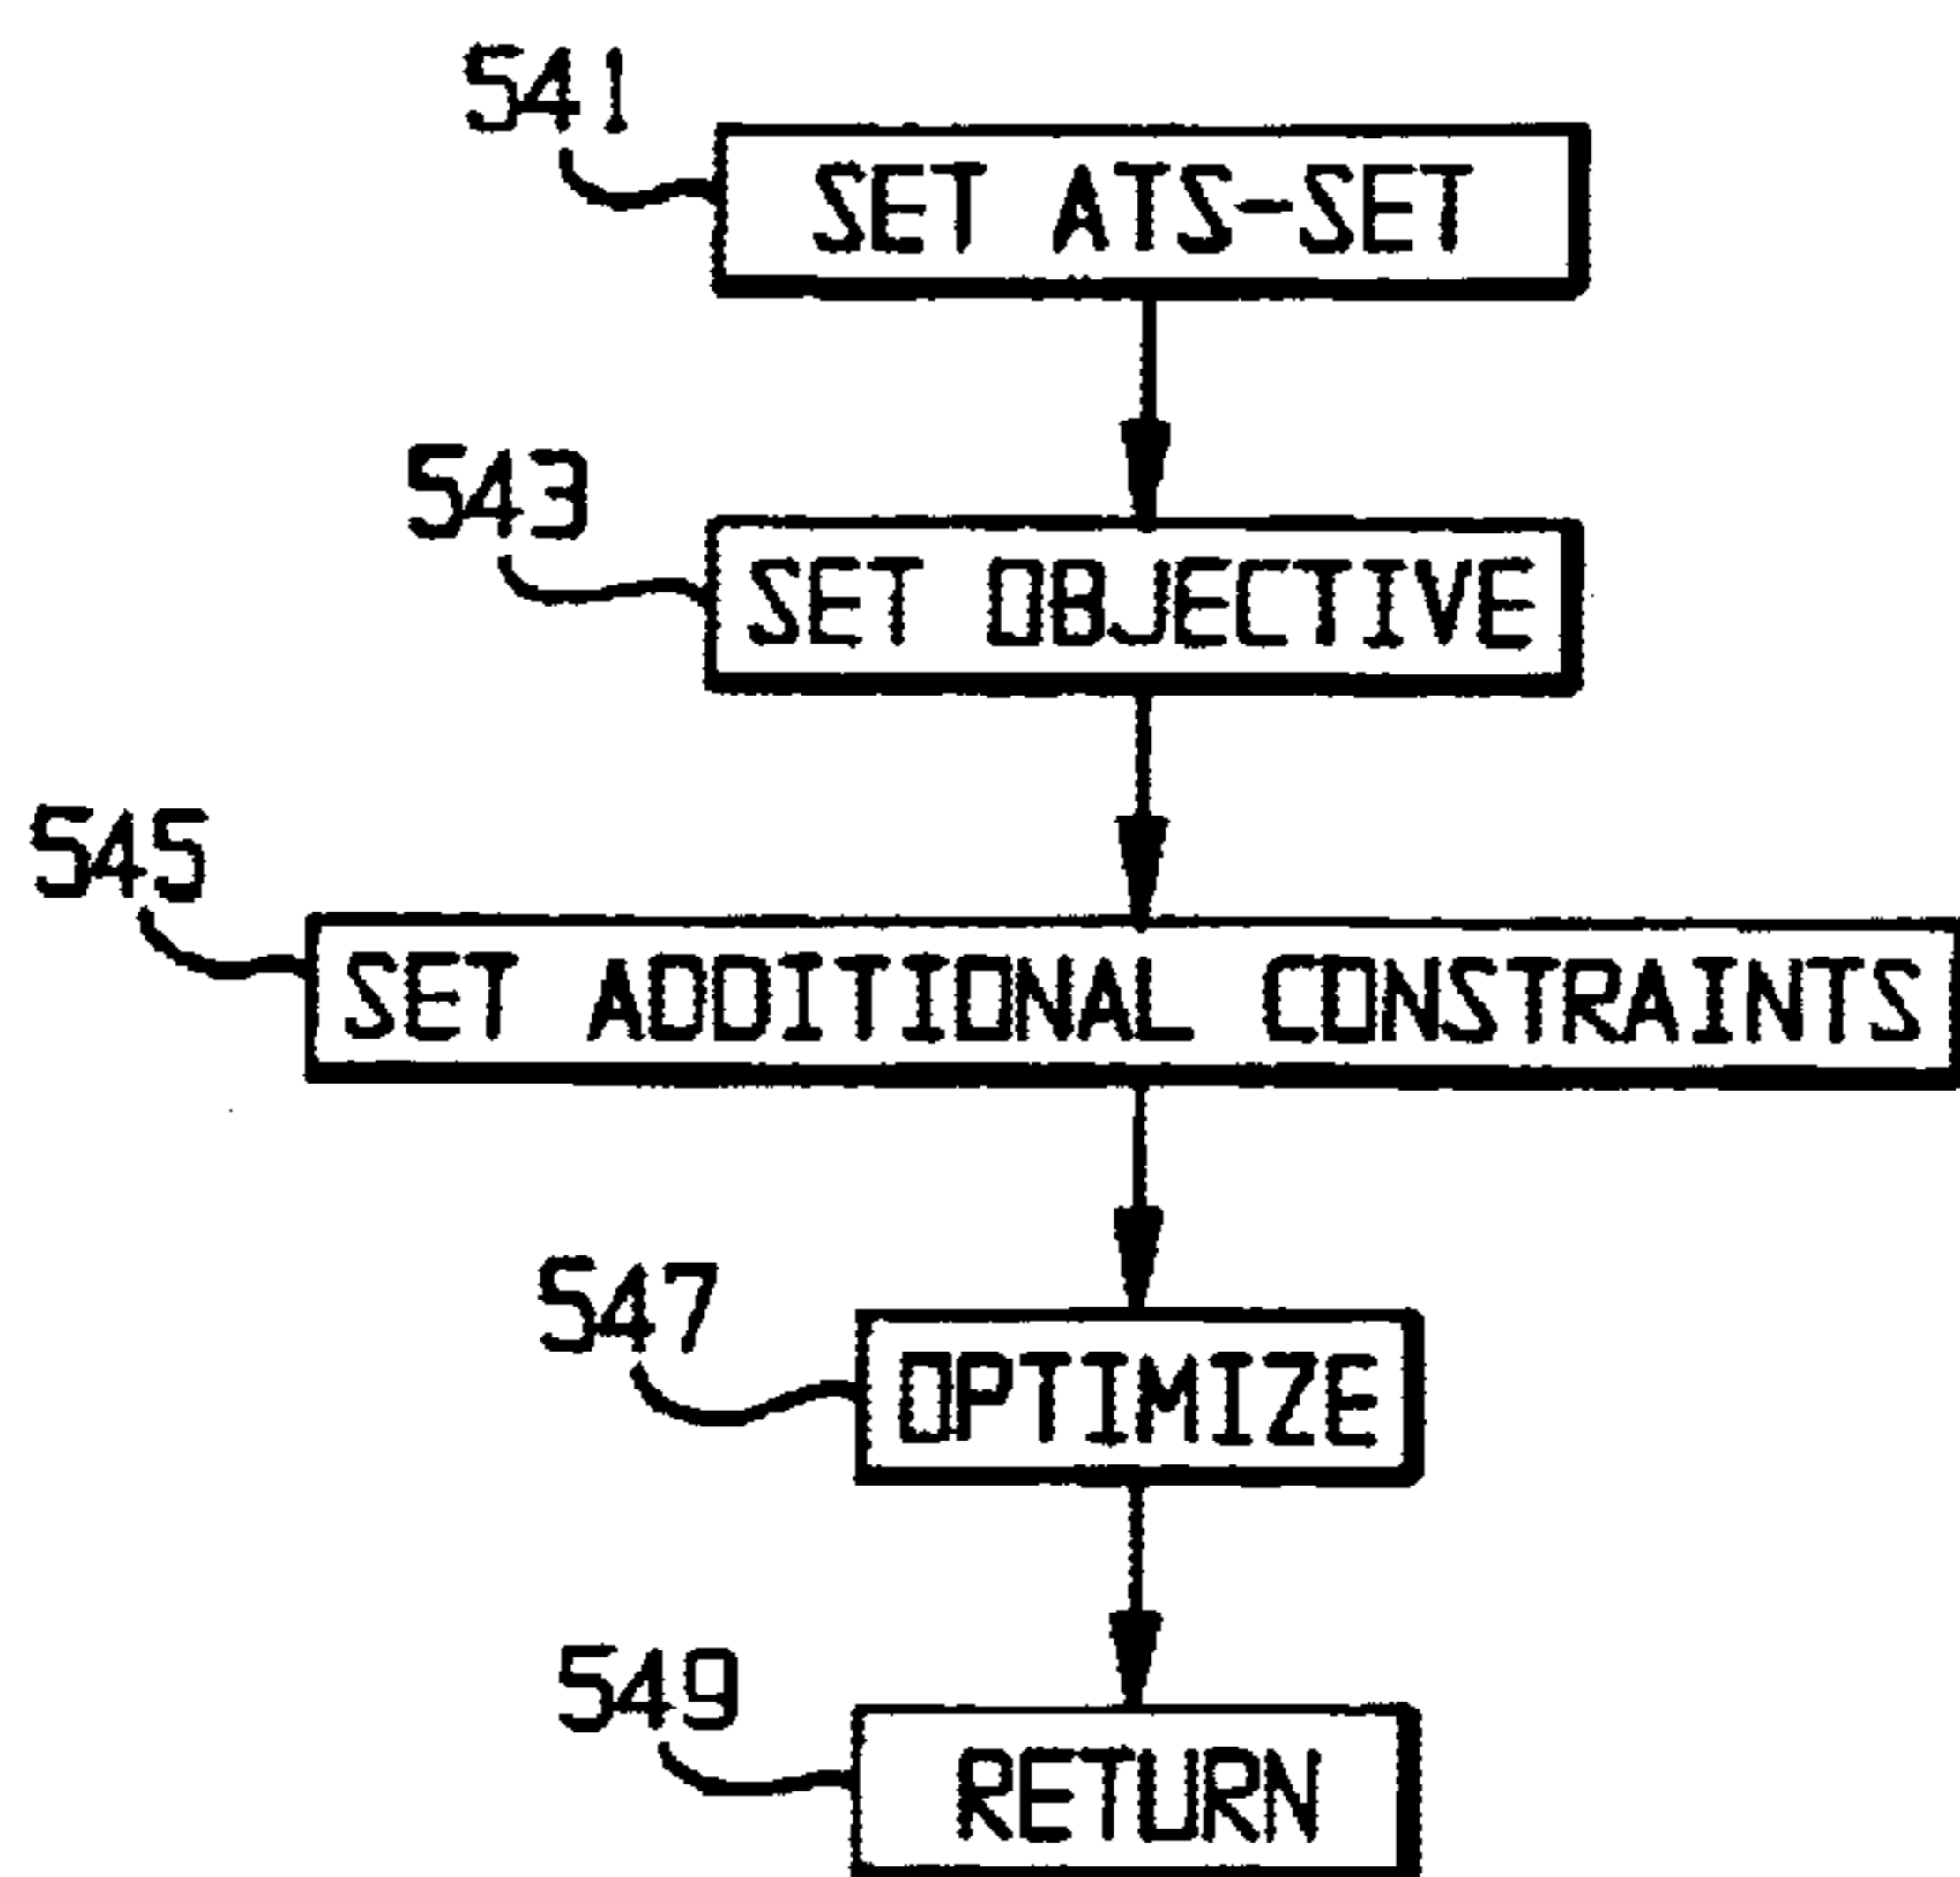 541
SET ATS-SET
543
SET OBJECTIVE
545
SET ADDITIONAL CONSTRAINTS
547
OPTIMIZE
549
RETURN